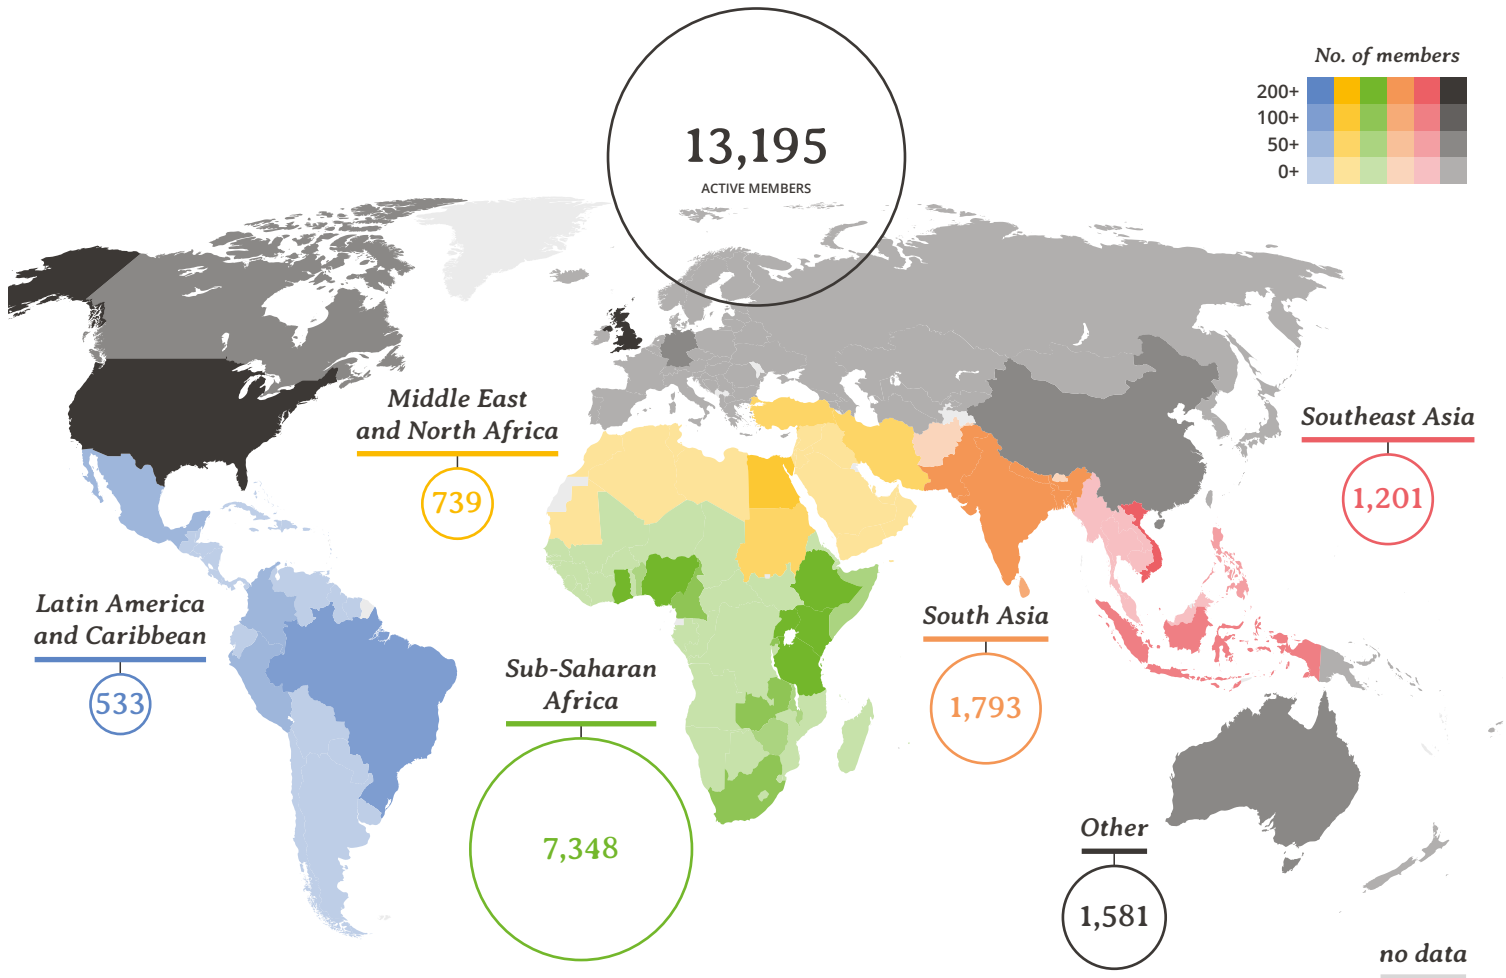 13,195
ACTIVE MEMBERS
No. of members
200+
100+
50+
0+
Middle East
and North Africa
739
Southeast Asia
1,201
Latin America
and Caribbean
533
Sub-Saharan
Africa
7,348
South Asia
1,793
Other
1,581
no data